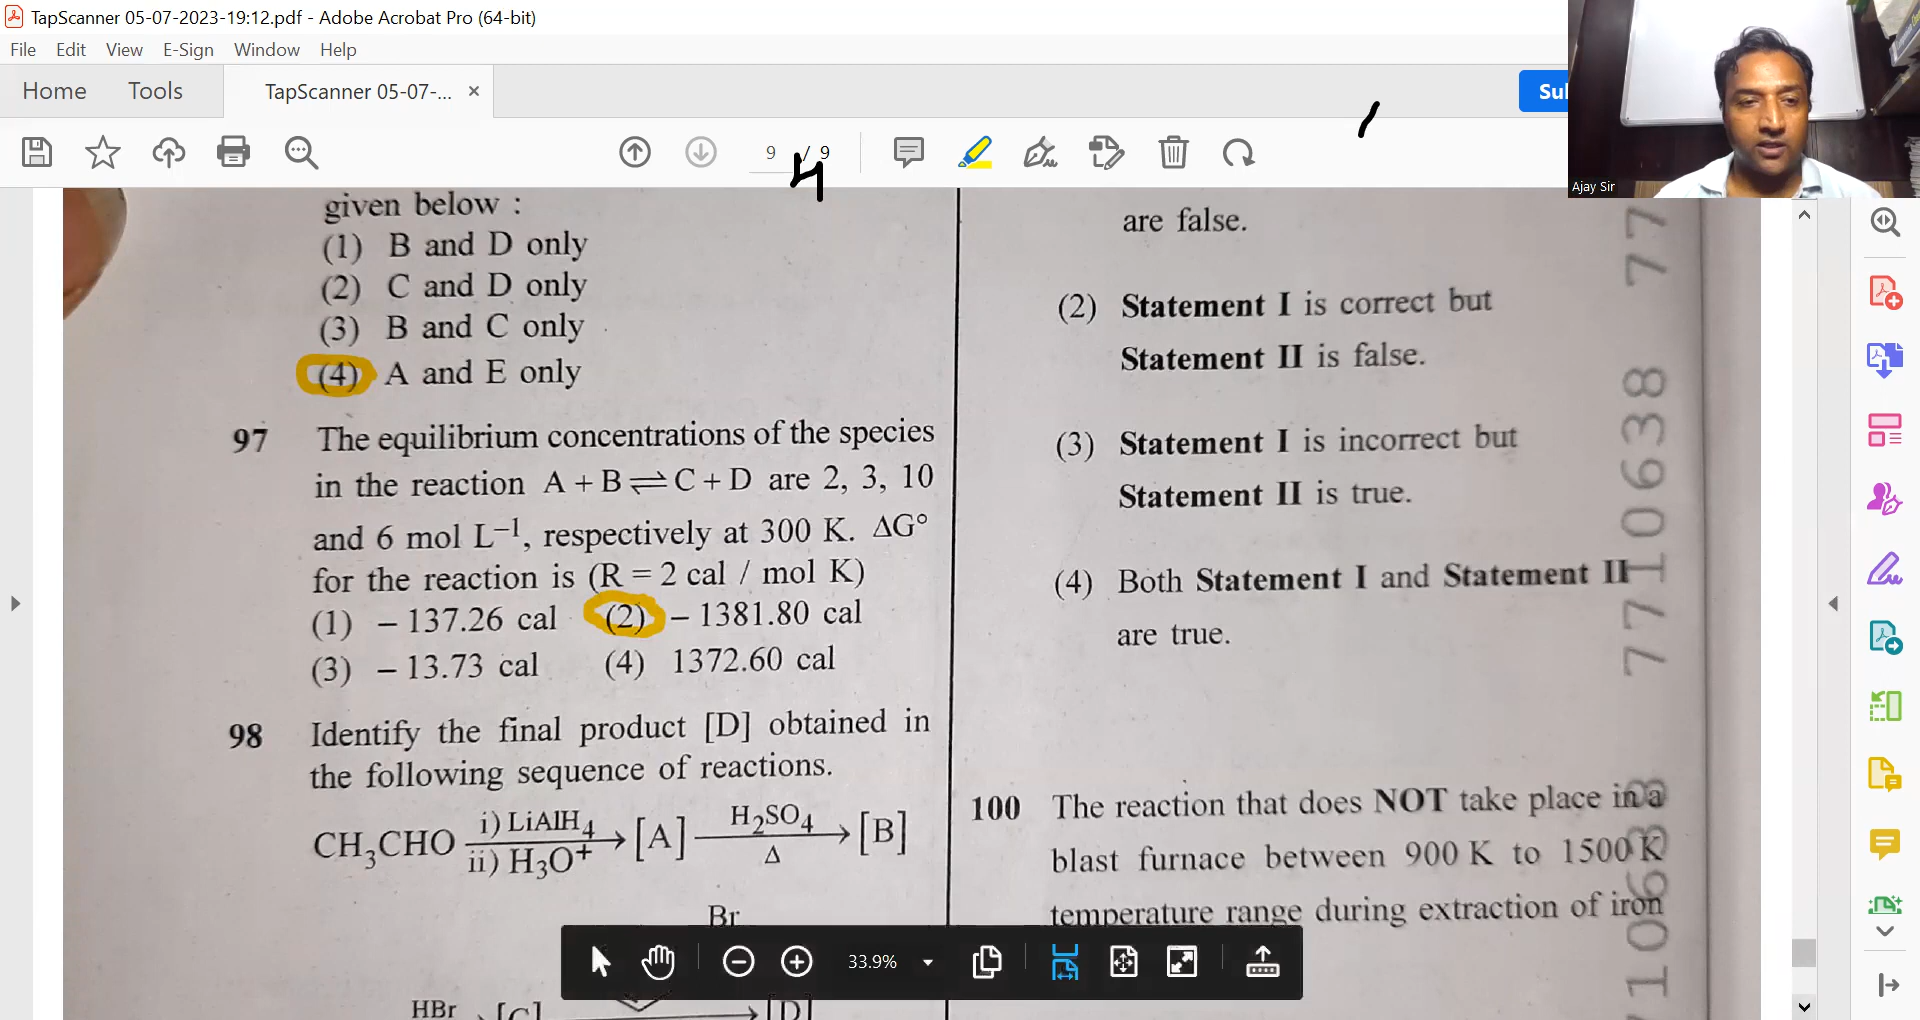 TapScanner 05-07-2023-19:12.pdf - Adobe Acrobat Pro (64-bit)
File Edit View E-Sign Window Help
Home Tools TapScanner 05-07-... ×
9 / 9
4
Ajay Sir
given below :
(1) B and D only
(2) C and D only
(3) B and C only
(4) A and E only
97 The equilibrium concentrations of the species
in the reaction A + B ⇌ C + D are 2, 3, 10
and 6 mol L⁻¹, respectively at 300 K. ΔG°
for the reaction is (R = 2 cal / mol K)
(1) – 137.26 cal (2) – 1381.80 cal
(3) – 13.73 cal (4) 1372.60 cal
98 Identify the final product [D] obtained in
the following sequence of reactions.
CH₃CHO i) LiAlH₄ ii) H₃O⁺ → [A] H₂SO₄ Δ → [B]
Br
HBr → [C] → [D]
are false.
(2) Statement I is correct but
Statement II is false.
(3) Statement I is incorrect but
Statement II is true.
(4) Both Statement I and Statement II
are true.
100 The reaction that does NOT take place in a
blast furnace between 900 K to 1500 K
temperature range during extraction of iron
7710638
33.9%